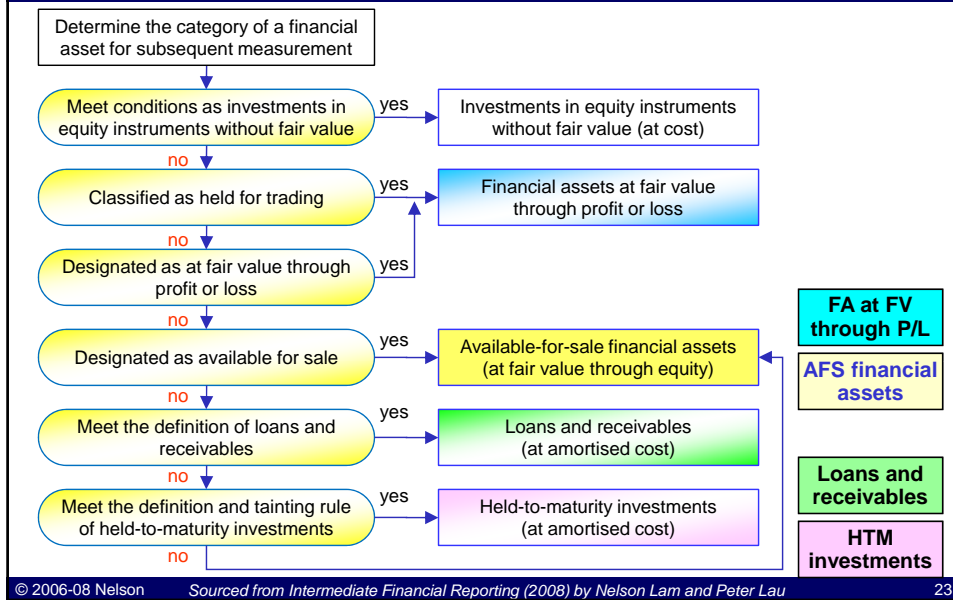 Determine the category of a financial
asset for subsequent measurement
Meet conditions as investments in
equity instruments without fair value
yes
Investments in equity instruments
without fair value (at cost)
no
Classified as held for trading
yes
Financial assets at fair value
through profit or loss
no
Designated as at fair value through
profit or loss
yes
no
Designated as available for sale
yes
Available-for-sale financial assets
(at fair value through equity)
no
Meet the definition of loans and
receivables
yes
Loans and receivables
(at amortised cost)
no
Meet the definition and tainting rule
of held-to-maturity investments
yes
Held-to-maturity investments
(at amortised cost)
no
FA at FV
through P/L
AFS financial
assets
Loans and
receivables
HTM
investments
© 2006-08 Nelson
Sourced from Intermediate Financial Reporting (2008) by Nelson Lam and Peter Lau
23